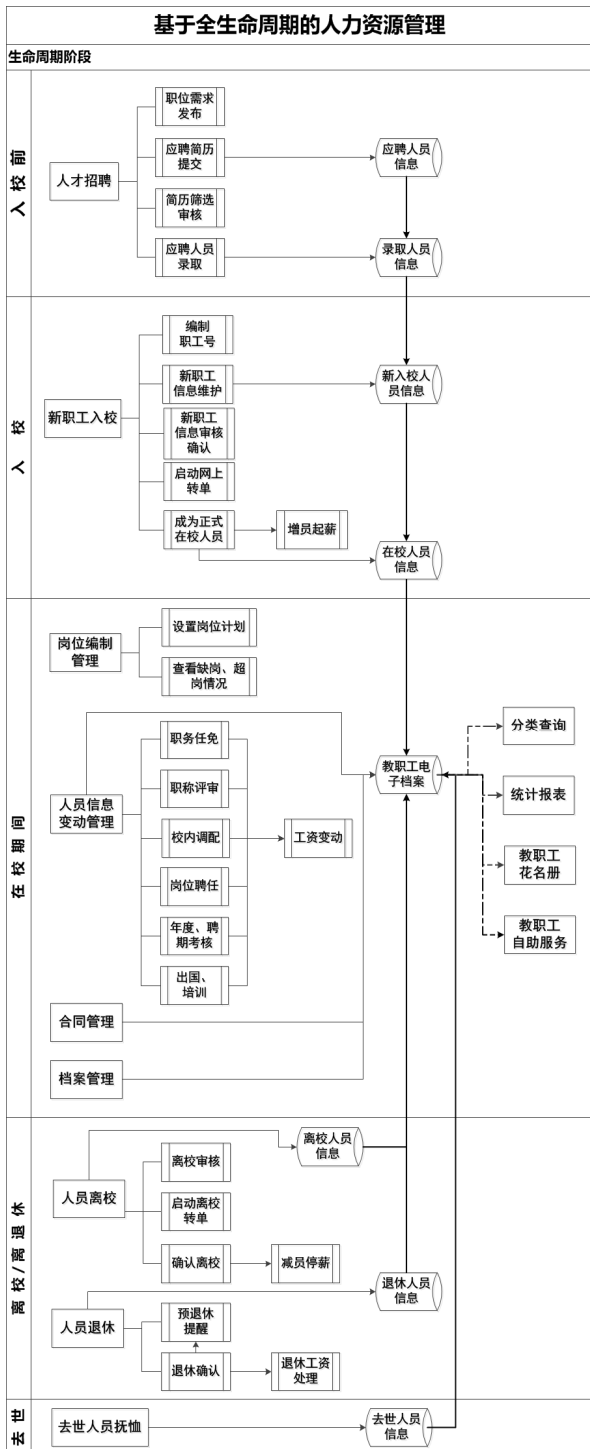 基于全生命周期的人力资源管理
生命周期阶段
入校前
人才招聘
职位需求
发布
应聘简历
提交
简历筛选
审核
应聘人员
录取
应聘人员
信息
录取人员
信息
入校
新职工入校
编制
职工号
新职工
信息维护
新职工
信息审核
确认
启动网上
转单
成为正式
在校人员
增员起薪
新入校人
员信息
在校人员
信息
在校期间
岗位编制
管理
设置岗位计划
查看缺岗、超
岗情况
人员信息
变动管理
职务任免
职称评审
校内调配
岗位聘任
年度、聘
期考核
出国、
培训
工资变动
教职工电
子档案
分类查询
统计报表
教职工
花名册
教职工
自助服务
合同管理
档案管理
离校/离退休
人员离校
离校审核
启动离校
转单
确认离校
减员停薪
离校人员
信息
人员退休
预退休
提醒
退休确认
退休工资
处理
退休人员
信息
去世
去世人员抚恤
去世人员
信息